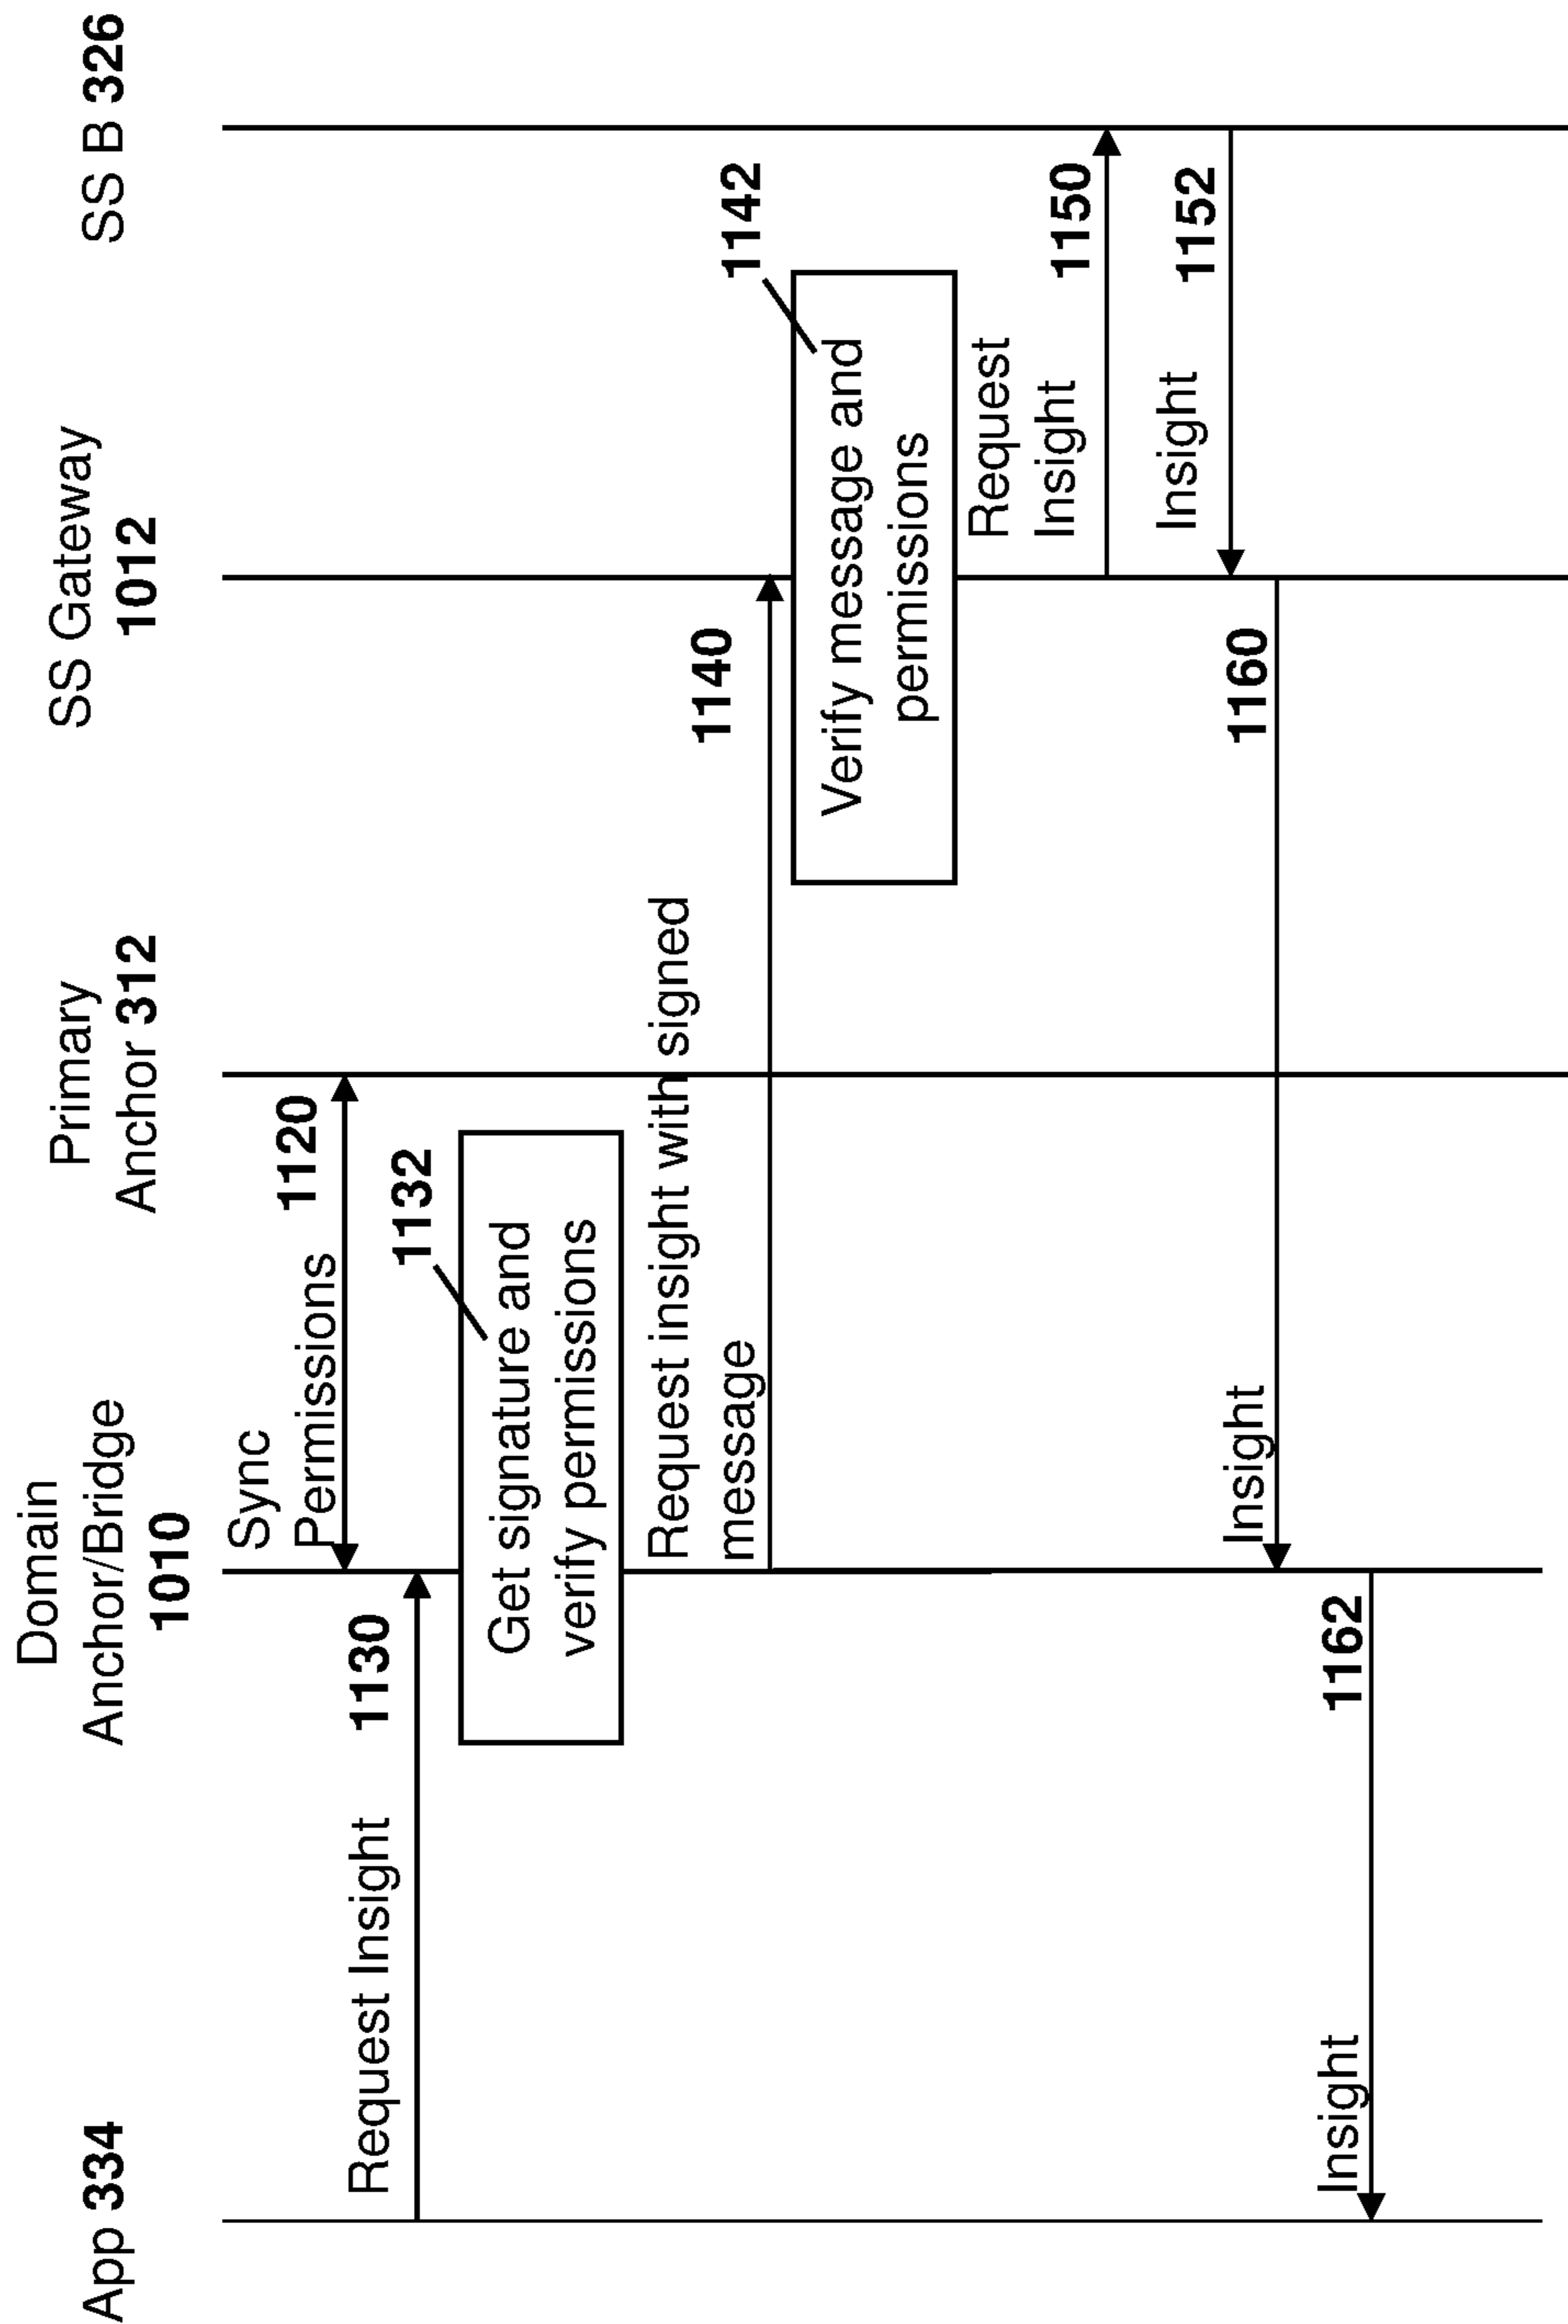 App 334
Domain
Anchor/Bridge
1010
Primary
Anchor 312
SS Gateway
1012
SS B 326
Sync
Permissions
1120
Request Insight 1130
1132
Get signature and
verify permissions
Request insight with signed
message
1140
1142
Verify message and
permissions
Request
Insight
1150
Insight
1152
Insight
1160
Insight
1162